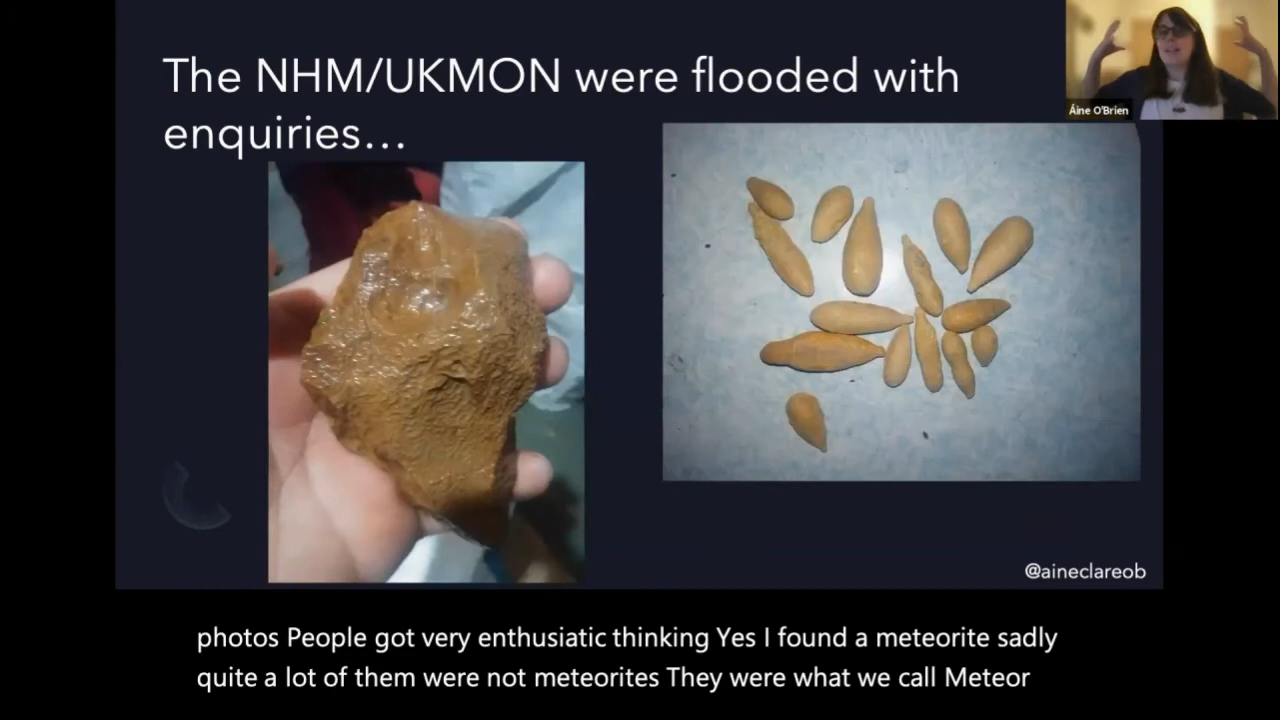 The NHM/UKMON were flooded with
enquiries...
Áine O'Brien
@aineclareob
photos People got very enthusiatic thinking Yes I found a meteorite sadly
quite a lot of them were not meteorites They were what we call Meteor